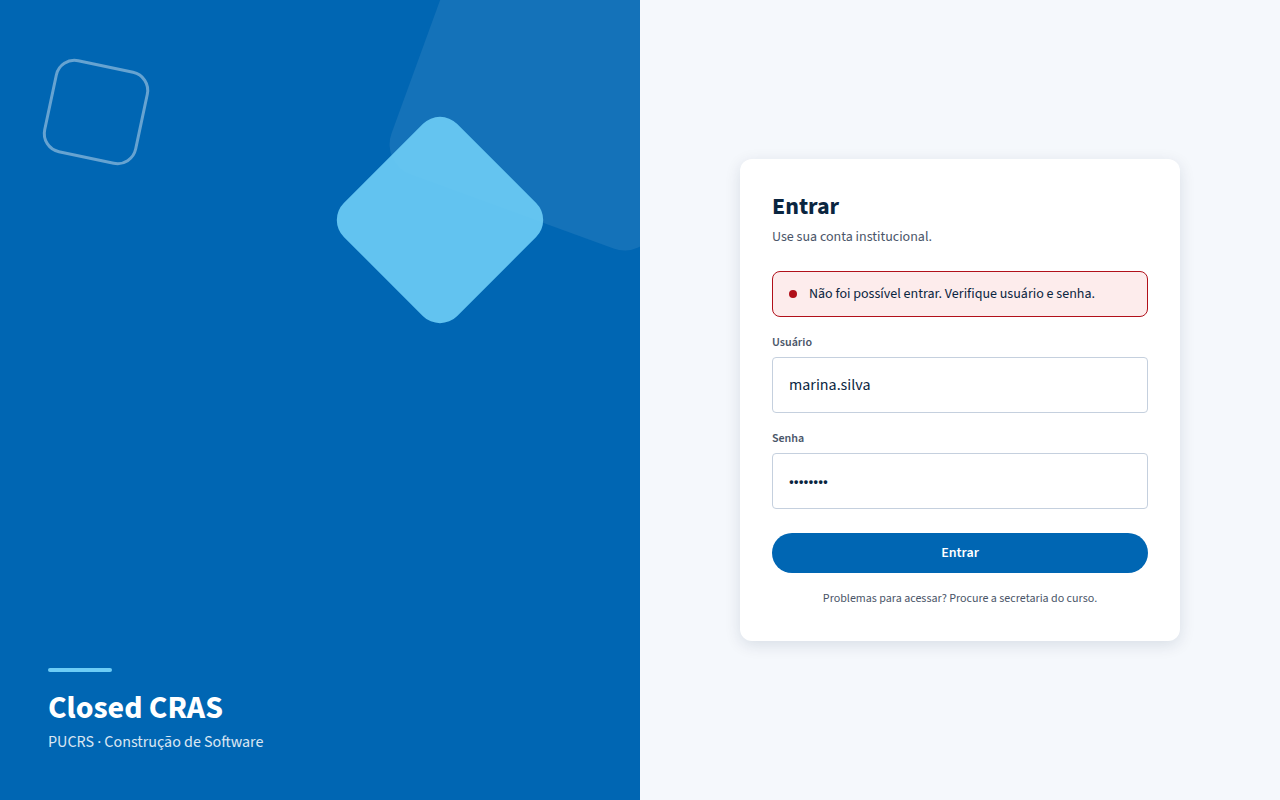 Closed CRAS
PUCRS · Construção de Software
Entrar
Use sua conta institucional.
Não foi possível entrar. Verifique usuário e senha.
Usuário
marina.silva
Senha
••••••••
Entrar
Problemas para acessar? Procure a secretaria do curso.